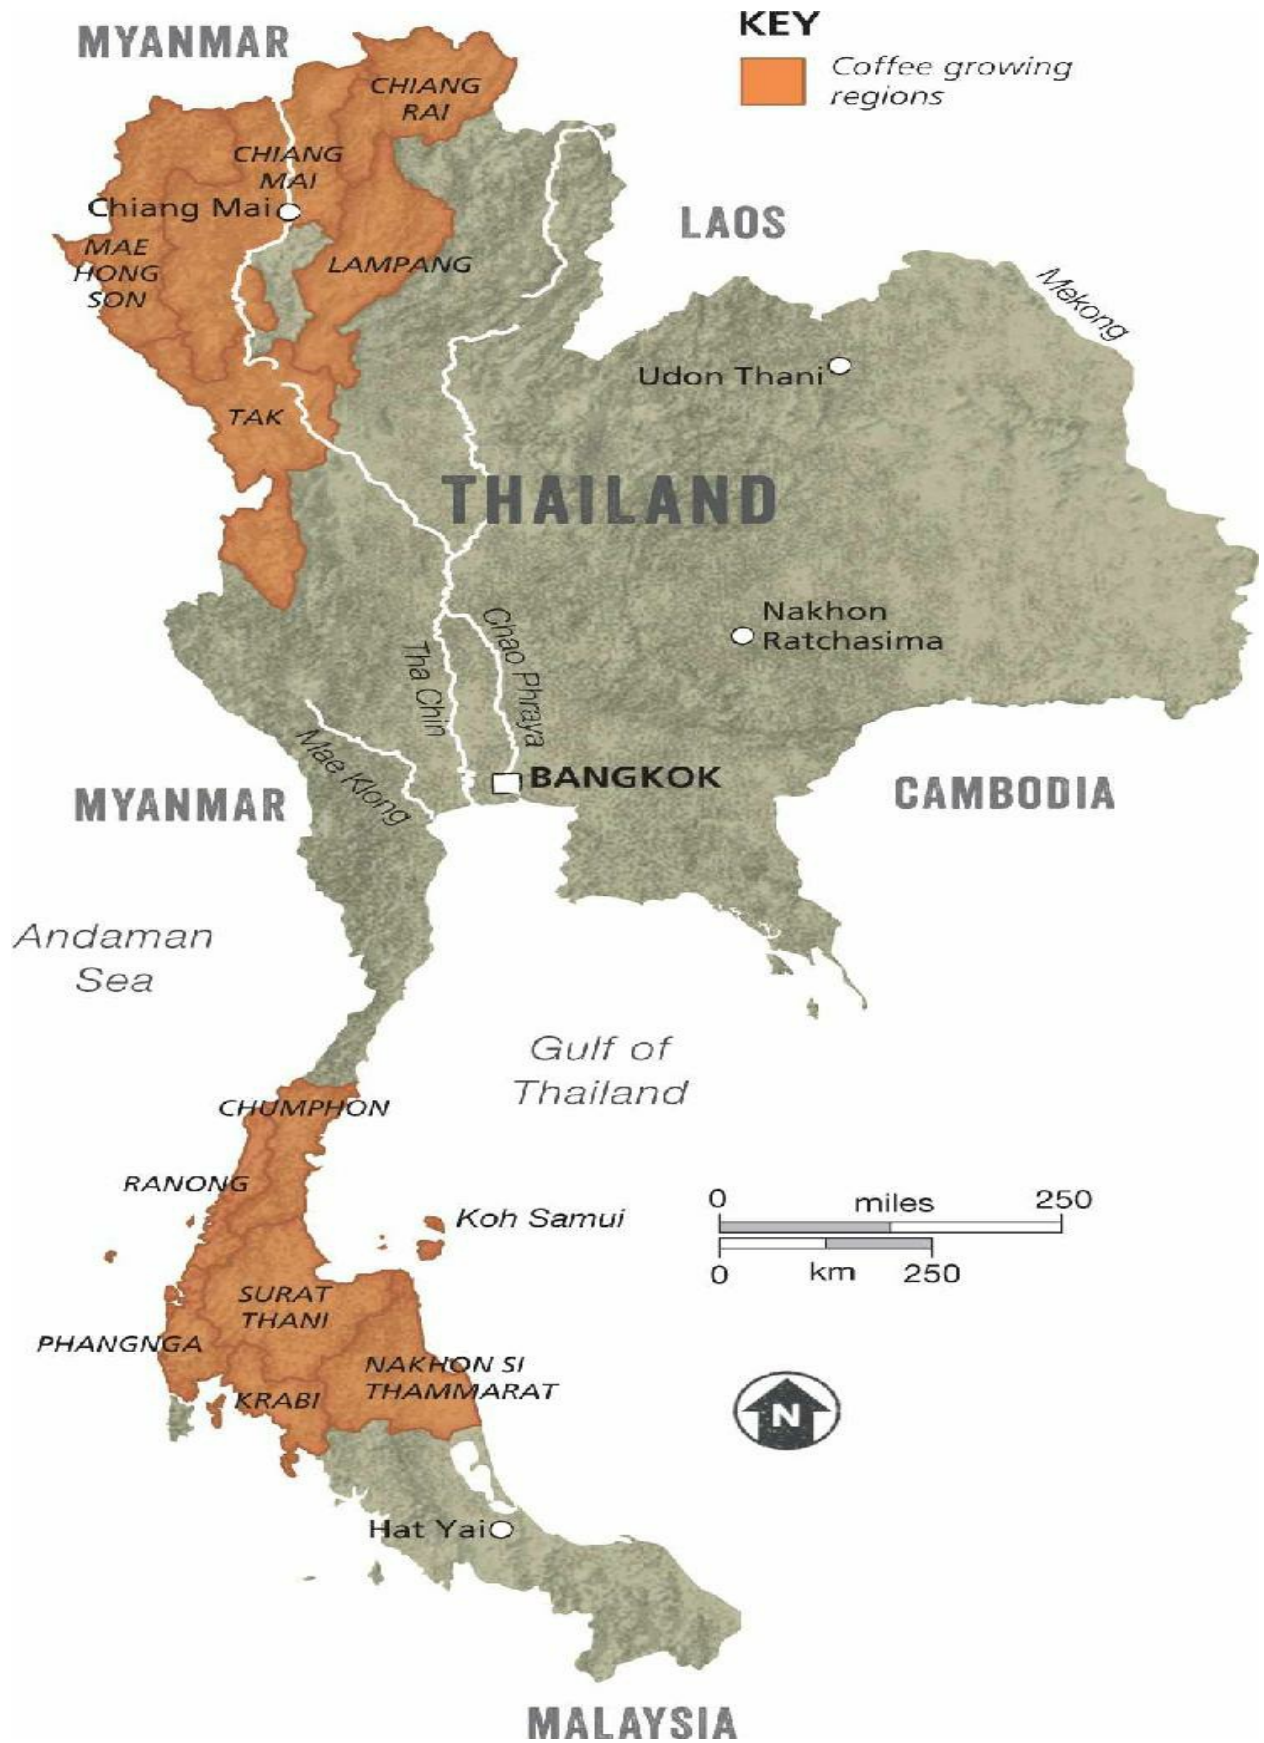 KEY
MYANMAR
Coffee growing
regions
CHIANG
RAI
CHIANG
MAI
Chiang Mai
LAOS
MAE
HONG
SON
LAMPANG
Mekong
Udon Thani
TAK
THAILAND
Nakhon
Ratchasima
Chao Phraya
Tha Chin
Mae Klong
BANGKOK
MYANMAR
CAMBODIA
Andaman
Sea
Gulf of
Thailand
CHUMPHON
RANONG
Koh Samui
0 miles 250
0 km 250
SURAT
THANI
PHANGNGA
NAKHON SI
THAMMARAT
KRABI
N
Hat Yai
MALAYSIA